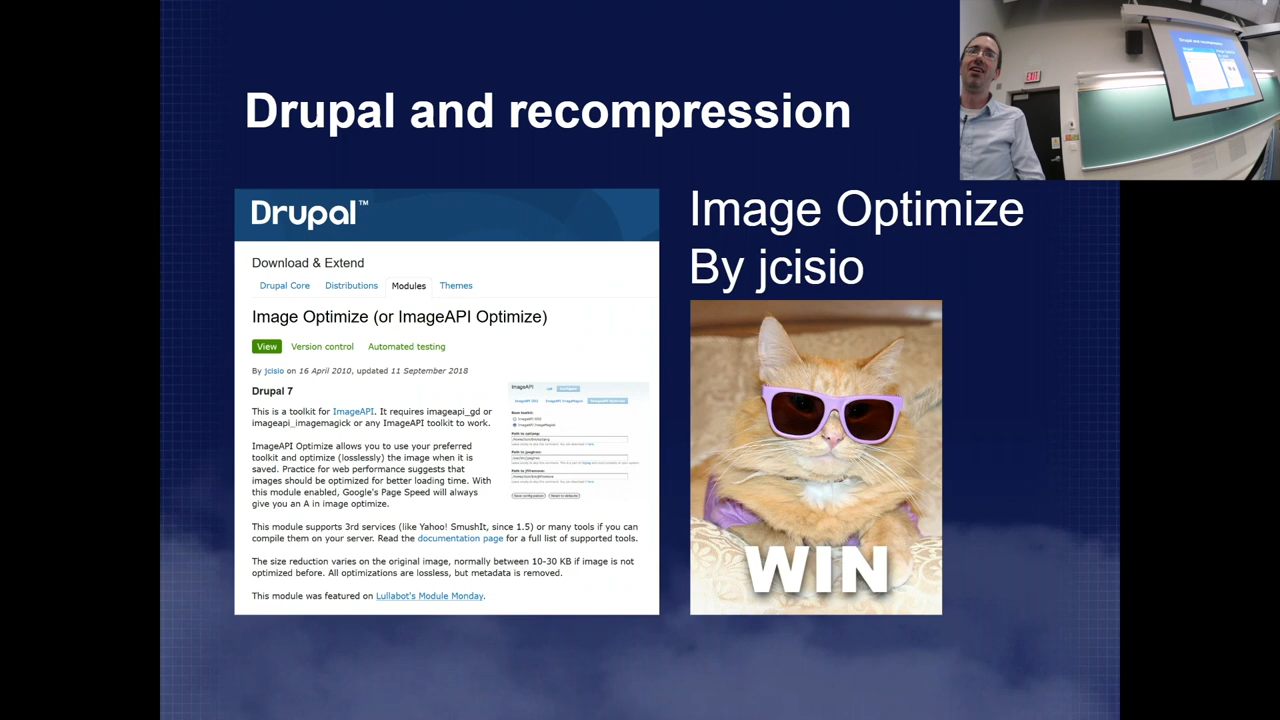 Drupal and recompression
Drupal™
Download & Extend
Drupal Core Distributions Modules Themes
Image Optimize (or ImageAPI Optimize)
View Version control Automated testing
By jcisio on 16 April 2010, updated 11 September 2018
Drupal 7
This is a toolkit for ImageAPI. It requires imageapi_gd or
imageapi_imagemagick or any ImageAPI toolkit to work.
ImageAPI Optimize allows you to use your preferred
toolkit and optimize (losslessly) the image when it is
saved. Practice for web performance suggests that
images should be optimized for better loading time. With
this module enabled, Google's Page Speed will always
give you an A in image optimize.
This module supports 3rd services (like Yahoo! SmushIt, since 1.5) or many tools if you can
compile them on your server. Read the documentation page for a full list of supported tools.
The size reduction varies on the original image, normally between 10-30 KB if image is not
optimized before. All optimizations are lossless, but metadata is removed.
This module was featured on Lullabot's Module Monday.
ImageAPI
Image Optimize
By jcisio
WIN
EXIT
Drupal and recompression